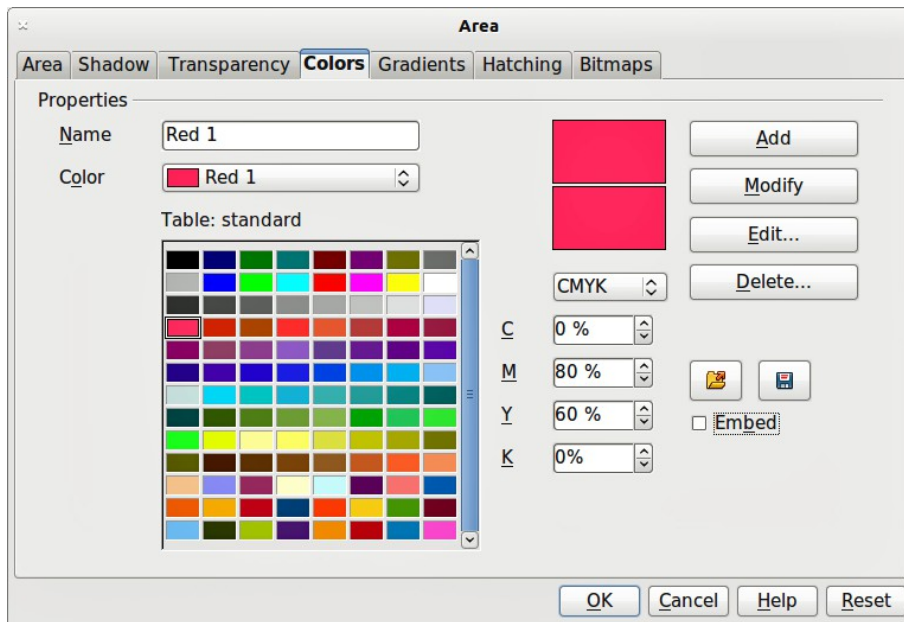 Area
Area Shadow Transparency Colors Gradients Hatching Bitmaps
Properties
Name Red 1 Add
Color Red 1 Modify
Table: standard Edit...
CMYK Delete...
C 0 %
M 80 %
Y 60 % Embed
K 0%
OK Cancel Help Reset